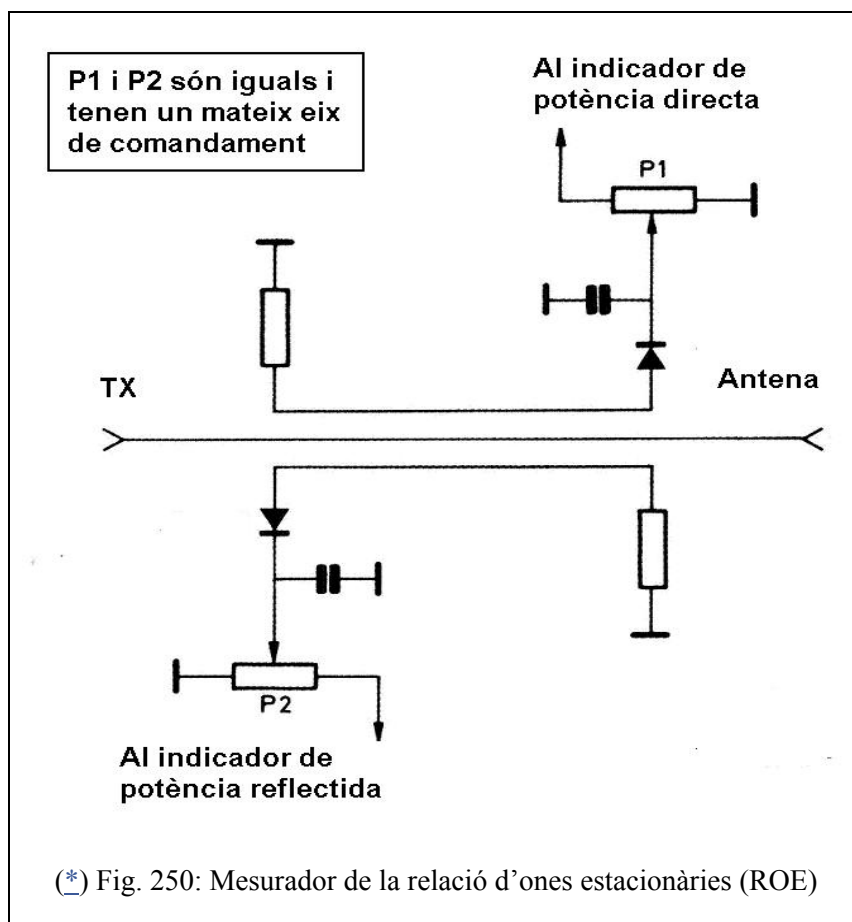 P1 i P2 són iguals i
tenen un mateix eix
de comandament
Al indicador de
potència directa
P1
TX
Antena
P2
Al indicador de
potència reflectida
(*) Fig. 250: Mesurador de la relació d’ones estacionàries (ROE)